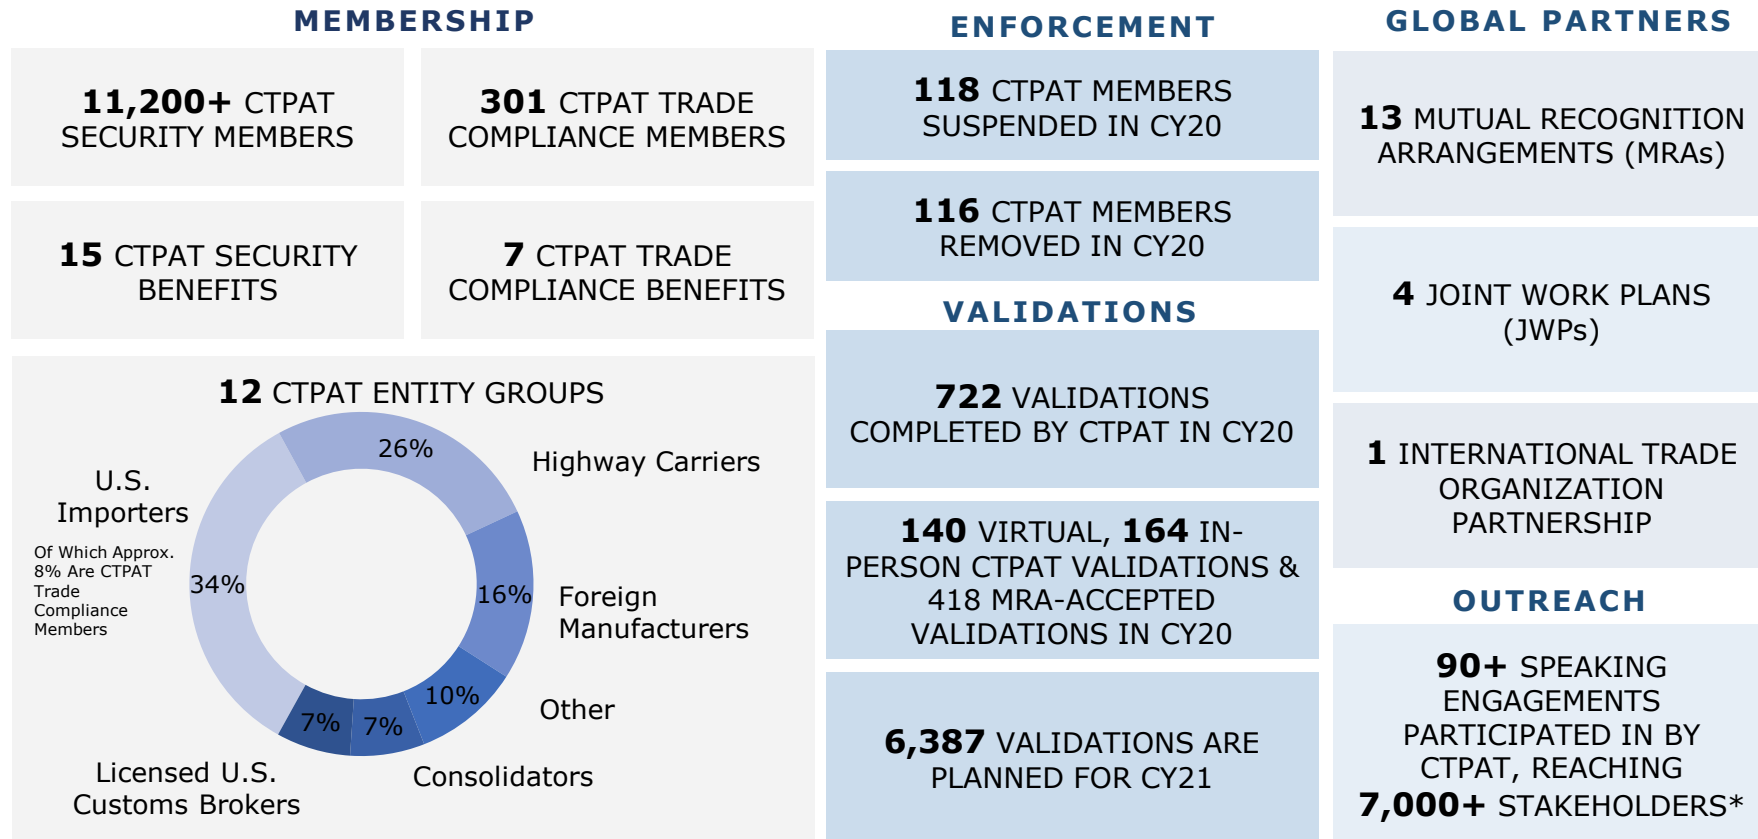 MEMBERSHIP
11,200+ CTPAT
SECURITY MEMBERS
301 CTPAT TRADE
COMPLIANCE MEMBERS
15 CTPAT SECURITY
BENEFITS
7 CTPAT TRADE
COMPLIANCE BENEFITS
12 CTPAT ENTITY GROUPS
26%
Highway Carriers
U.S.
Importers
Of Which Approx.
8% Are CTPAT
Trade
Compliance
Members
34%
16%
Foreign
Manufacturers
10%
Other
7%
7%
Licensed U.S.
Customs Brokers
Consolidators
ENFORCEMENT
118 CTPAT MEMBERS
SUSPENDED IN CY20
116 CTPAT MEMBERS
REMOVED IN CY20
VALIDATIONS
722 VALIDATIONS
COMPLETED BY CTPAT IN CY20
140 VIRTUAL, 164 IN-
PERSON CTPAT VALIDATIONS &
418 MRA-ACCEPTED
VALIDATIONS IN CY20
6,387 VALIDATIONS ARE
PLANNED FOR CY21
GLOBAL PARTNERS
13 MUTUAL RECOGNITION
ARRANGEMENTS (MRAs)
4 JOINT WORK PLANS
(JWPs)
1 INTERNATIONAL TRADE
ORGANIZATION
PARTNERSHIP
OUTREACH
90+ SPEAKING
ENGAGEMENTS
PARTICIPATED IN BY
CTPAT, REACHING
7,000+ STAKEHOLDERS*